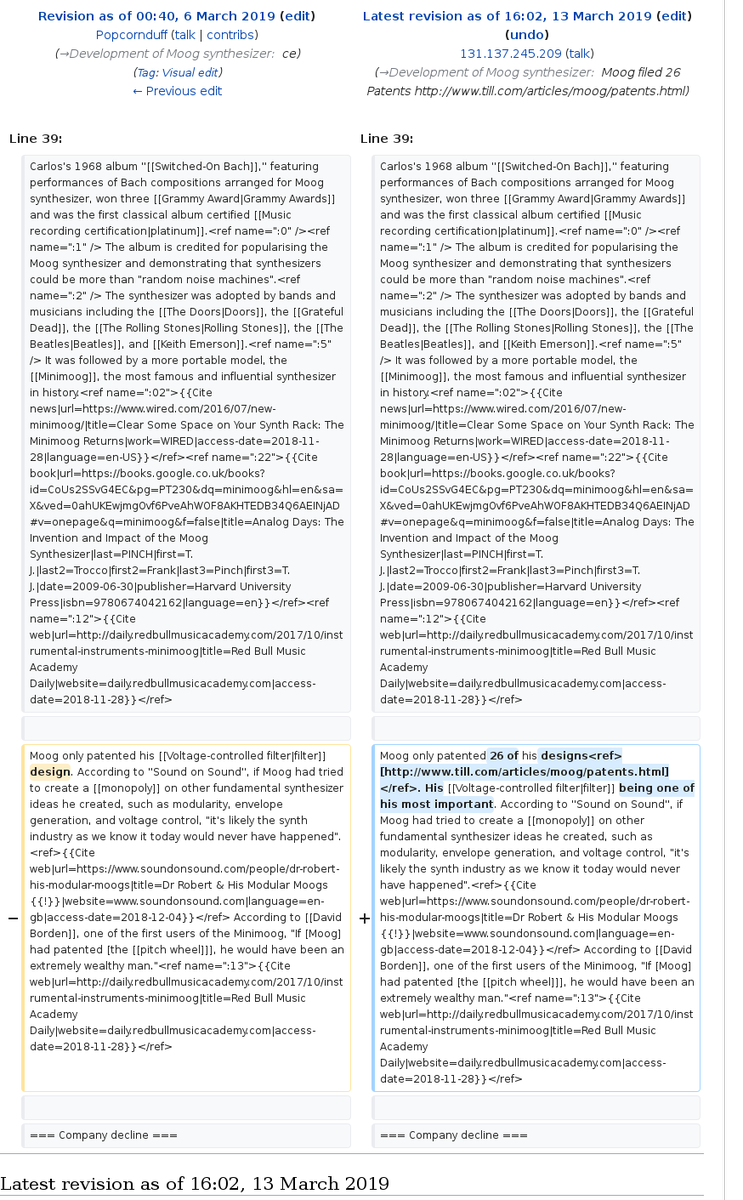 Revision as of 00:40, 6 March 2019 (edit)
Popcornduff (talk | contribs)
(→Development of Moog synthesizer: ce)
(Tag: Visual edit)
← Previous edit
Latest revision as of 16:02, 13 March 2019 (edit)
(undo)
131.137.245.209 (talk)
(→Development of Moog synthesizer: Moog filed 26
Patents http://www.till.com/articles/moog/patents.html)
Line 39:
Carlos's 1968 album "[[Switched-On Bach]]," featuring
performances of Bach compositions arranged for Moog
synthesizer, won three [[Grammy Award|Grammy Awards]]
and was the first classical album certified [[Music
recording certification|platinum]].<ref name=":0" /><ref
name=":1" /> The album is credited for popularising the
Moog synthesizer and demonstrating that synthesizers
could be more than "random noise machines".<ref
name=":2" /> The synthesizer was adopted by bands and
musicians including the [[The Doors|Doors]], the [[Grateful
Dead]], the [[The Rolling Stones|Rolling Stones]], the [[The
Beatles|Beatles]], and [[Keith Emerson]].<ref name=":5"
/> It was followed by a more portable model, the
[[Minimoog]], the most famous and influential synthesizer
in history.<ref name=":02">{{Cite
news|url=https://www.wired.com/2016/07/new-
minimoog/|title=Clear Some Space on Your Synth Rack: The
Minimoog Returns|work=WIRED|access-date=2018-11-
28|language=en-US}}</ref><ref name=":22">{{Cite
book|url=https://books.google.co.uk/books?
id=CoUs2SSvG4EC&pg=PT230&dq=minimoog&hl=en&sa=
X&ved=0ahUKEwjmgOvf6PveAhWOF8AKHTEDB34Q6AEINjAD
#v=onepage&q=minimoog&f=false|title=Analog Days: The
Invention and Impact of the Moog
Synthesizer|last=PINCH|first=T.
J.|last2=Trocco|first2=Frank|last3=Pinch|first3=T.
J.|date=2009-06-30|publisher=Harvard University
Press|isbn=9780674042162|language=en}}</ref><ref
name=":12">{{Cite
web|url=http://daily.redbullmusicacademy.com/2017/10/inst
rumental-instruments-minimoog|title=Red Bull Music
Academy
Daily|website=daily.redbullmusicacademy.com|access-
date=2018-11-28}}</ref>
Line 39:
Carlos's 1968 album "[[Switched-On Bach]]," featuring
performances of Bach compositions arranged for Moog
synthesizer, won three [[Grammy Award|Grammy Awards]]
and was the first classical album certified [[Music
recording certification|platinum]].<ref name=":0" /><ref
name=":1" /> The album is credited for popularising the
Moog synthesizer and demonstrating that synthesizers
could be more than "random noise machines".<ref
name=":2" /> The synthesizer was adopted by bands and
musicians including the [[The Doors|Doors]], the [[Grateful
Dead]], the [[The Rolling Stones|Rolling Stones]], the [[The
Beatles|Beatles]], and [[Keith Emerson]].<ref name=":5"
/> It was followed by a more portable model, the
[[Minimoog]], the most famous and influential synthesizer
in history.<ref name=":02">{{Cite
news|url=https://www.wired.com/2016/07/new-
minimoog/|title=Clear Some Space on Your Synth Rack: The
Minimoog Returns|work=WIRED|access-date=2018-11-
28|language=en-US}}</ref><ref name=":22">{{Cite
book|url=https://books.google.co.uk/books?
id=CoUs2SSvG4EC&pg=PT230&dq=minimoog&hl=en&sa=
X&ved=0ahUKEwjmgOvf6PveAhWOF8AKHTEDB34Q6AEINjAD
#v=onepage&q=minimoog&f=false|title=Analog Days: The
Invention and Impact of the Moog
Synthesizer|last=PINCH|first=T.
J.|last2=Trocco|first2=Frank|last3=Pinch|first3=T.
J.|date=2009-06-30|publisher=Harvard University
Press|isbn=9780674042162|language=en}}</ref><ref
name=":12">{{Cite
web|url=http://daily.redbullmusicacademy.com/2017/10/inst
rumental-instruments-minimoog|title=Red Bull Music
Academy
Daily|website=daily.redbullmusicacademy.com|access-
date=2018-11-28}}</ref>
−
Moog only patented his [[Voltage-controlled filter|filter]]
design. According to ''Sound on Sound'', if Moog had tried
to create a [[monopoly]] on other fundamental synthesizer
ideas he created, such as modularity, envelope
generation, and voltage control, "it's likely the synth
industry as we know it today would never have happened".
<ref>{{Cite
web|url=https://www.soundonsound.com/people/dr-robert-
his-modular-moogs|title=Dr Robert & His Modular Moogs
{{!}}|website=www.soundonsound.com|language=en-
gb|access-date=2018-12-04}}</ref> According to [[David
Borden]], one of the first users of the Minimoog, "If [Moog]
had patented [the [[pitch wheel]]], he would have been an
extremely wealthy man."<ref name=":13">{{Cite
web|url=http://daily.redbullmusicacademy.com/2017/10/inst
rumental-instruments-minimoog|title=Red Bull Music
Academy
Daily|website=daily.redbullmusicacademy.com|access-
date=2018-11-28}}</ref>
+
Moog only patented 26 of his designs<ref>
[http://www.till.com/articles/moog/patents.html]
</ref>. His [[Voltage-controlled filter|filter]] being one of
his most important. According to ''Sound on Sound'', if
Moog had tried to create a [[monopoly]] on other
fundamental synthesizer ideas he created, such as
modularity, envelope generation, and voltage control, "it's
likely the synth industry as we know it today would never
have happened".<ref>{{Cite
web|url=https://www.soundonsound.com/people/dr-robert-
his-modular-moogs|title=Dr Robert & His Modular Moogs
{{!}}|website=www.soundonsound.com|language=en-
gb|access-date=2018-12-04}}</ref> According to [[David
Borden]], one of the first users of the Minimoog, "If [Moog]
had patented [the [[pitch wheel]]], he would have been an
extremely wealthy man."<ref name=":13">{{Cite
web|url=http://daily.redbullmusicacademy.com/2017/10/inst
rumental-instruments-minimoog|title=Red Bull Music
Academy
Daily|website=daily.redbullmusicacademy.com|access-
date=2018-11-28}}</ref>
=== Company decline ===
=== Company decline ===
Latest revision as of 16:02, 13 March 2019